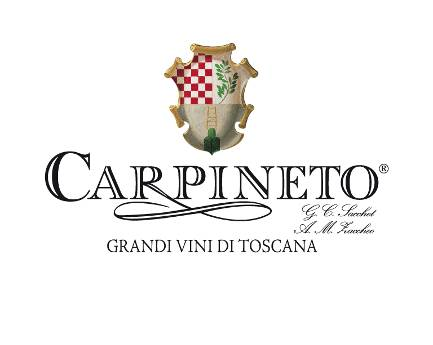 CARPINETO®
G. C. Sacchet
A. M. Zaccheo
GRANDI VINI DI TOSCANA